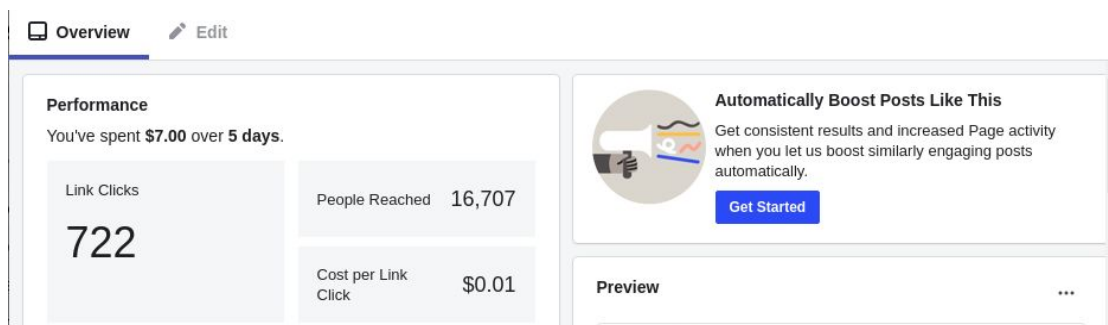 Overview
Edit
Performance
You've spent $7.00 over 5 days.
Link Clicks
722
People Reached
16,707
Cost per Link
Click
$0.01
Automatically Boost Posts Like This
Get consistent results and increased Page activity
when you let us boost similarly engaging posts
automatically.
Get Started
Preview
...